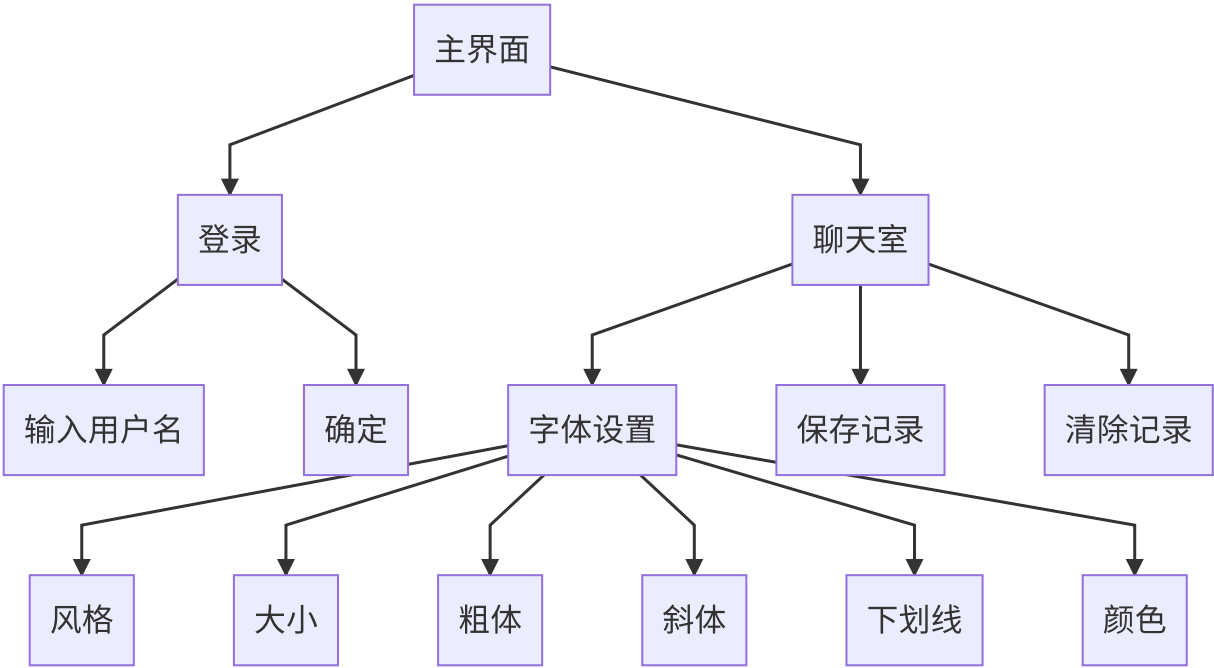 主界面
登录
聊天室
输入用户名
确定
字体设置
保存记录
清除记录
风格
大小
粗体
斜体
下划线
颜色